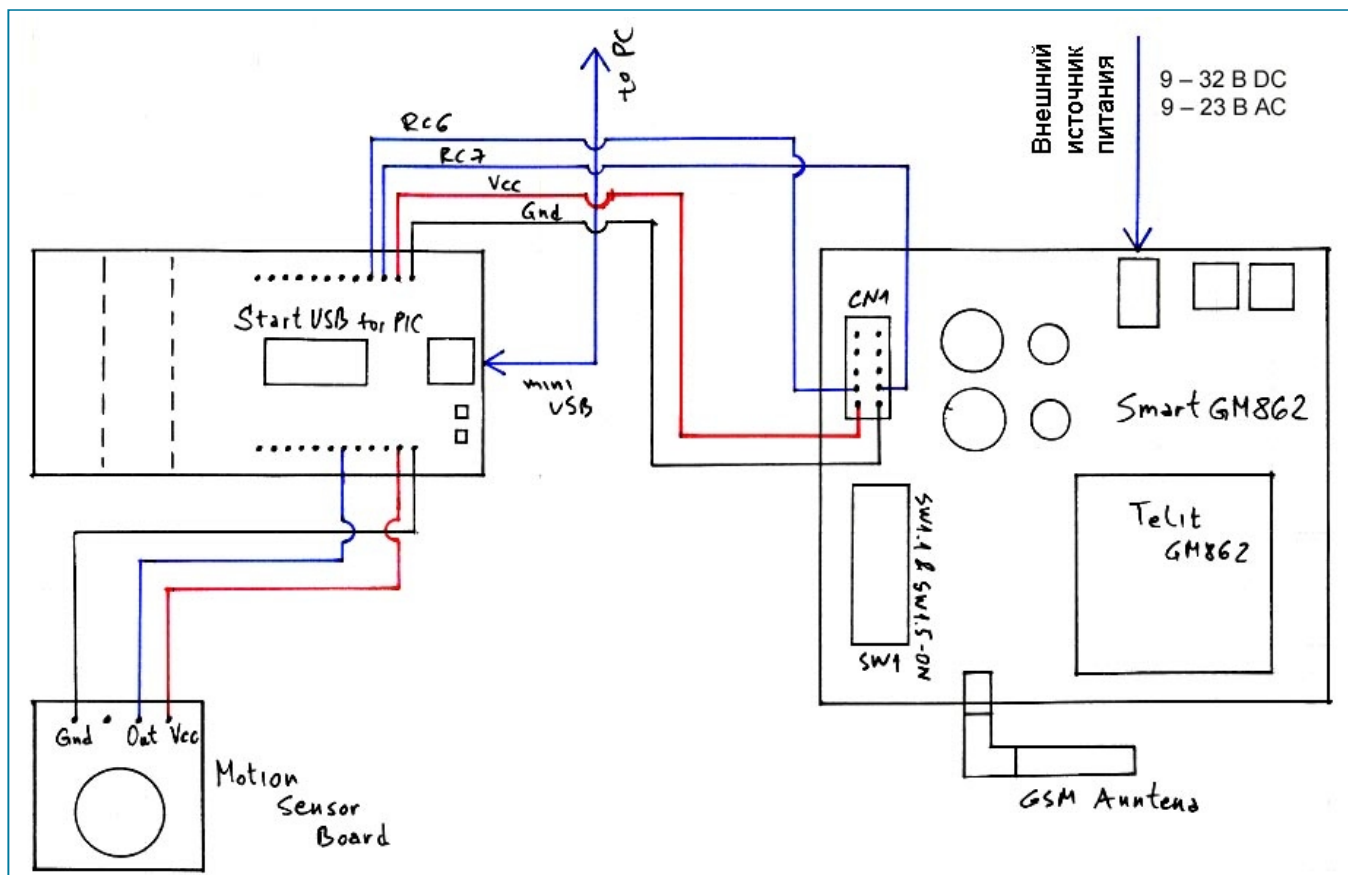 to PC
Внешний
источник
питания
9 – 32 В DC
9 – 23 В AC
RC6
RC7
Vcc
Gnd
Start USB for PIC
mini
USB
CN1
Smart GM862
Telit
GM862
SW1.1 & SW1.5-ON
SW1
GSM Anntena
Gnd
Out
Vcc
Motion
Sensor
Board